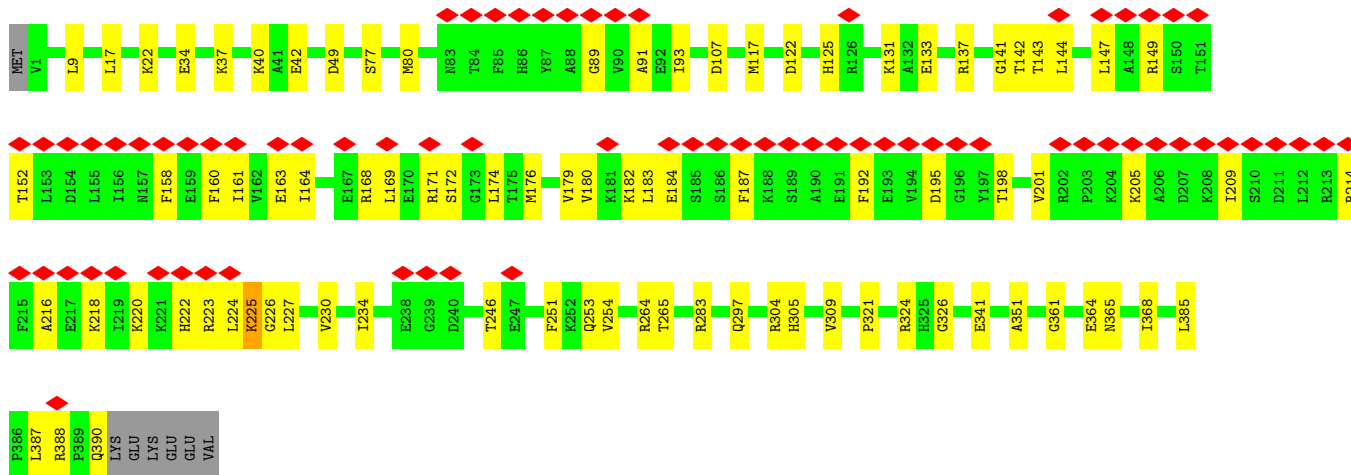 MET V1 L9 L17 K22 E34 K37 K40 A41 E42 D49 S77 M80 N83 T84 F85 H86 Y87 A88 G89 V90 A91 E92 I93 D107 M117 D122 H125 R126 K131 A132 E133 R137 G141 T142 T143 L144 L147 A148 R149 S150 T151
T152 L153 D154 L155 I156 N157 F158 E159 F160 I161 V162 E163 I164 E167 R168 L169 E170 R171 S172 G173 L174 T175 M176 V179 V180 K181 K182 L183 E184 S185 S186 F187 K188 S189 A190 E191 F192 E193 V194 D195 G196 Y197 T198 V201 R202 P203 K204 K205 A206 D207 K208 I209 S210 D211 L212 R213
F215 A216 E217 K218 I219 K220 K221 H222 R223 L224 K225 G226 L227 V230 I234 E238 G239 D240 T246 E247 F251 K252 Q253 V254 R264 T265 R283 Q297 R304 H305 V309 P321 R324 H325 G326 E341 A351 G361 E364 N365 I368 L385
P386 L387 R388 P389 Q390 LYS GLU LYS GLU GLU VAL